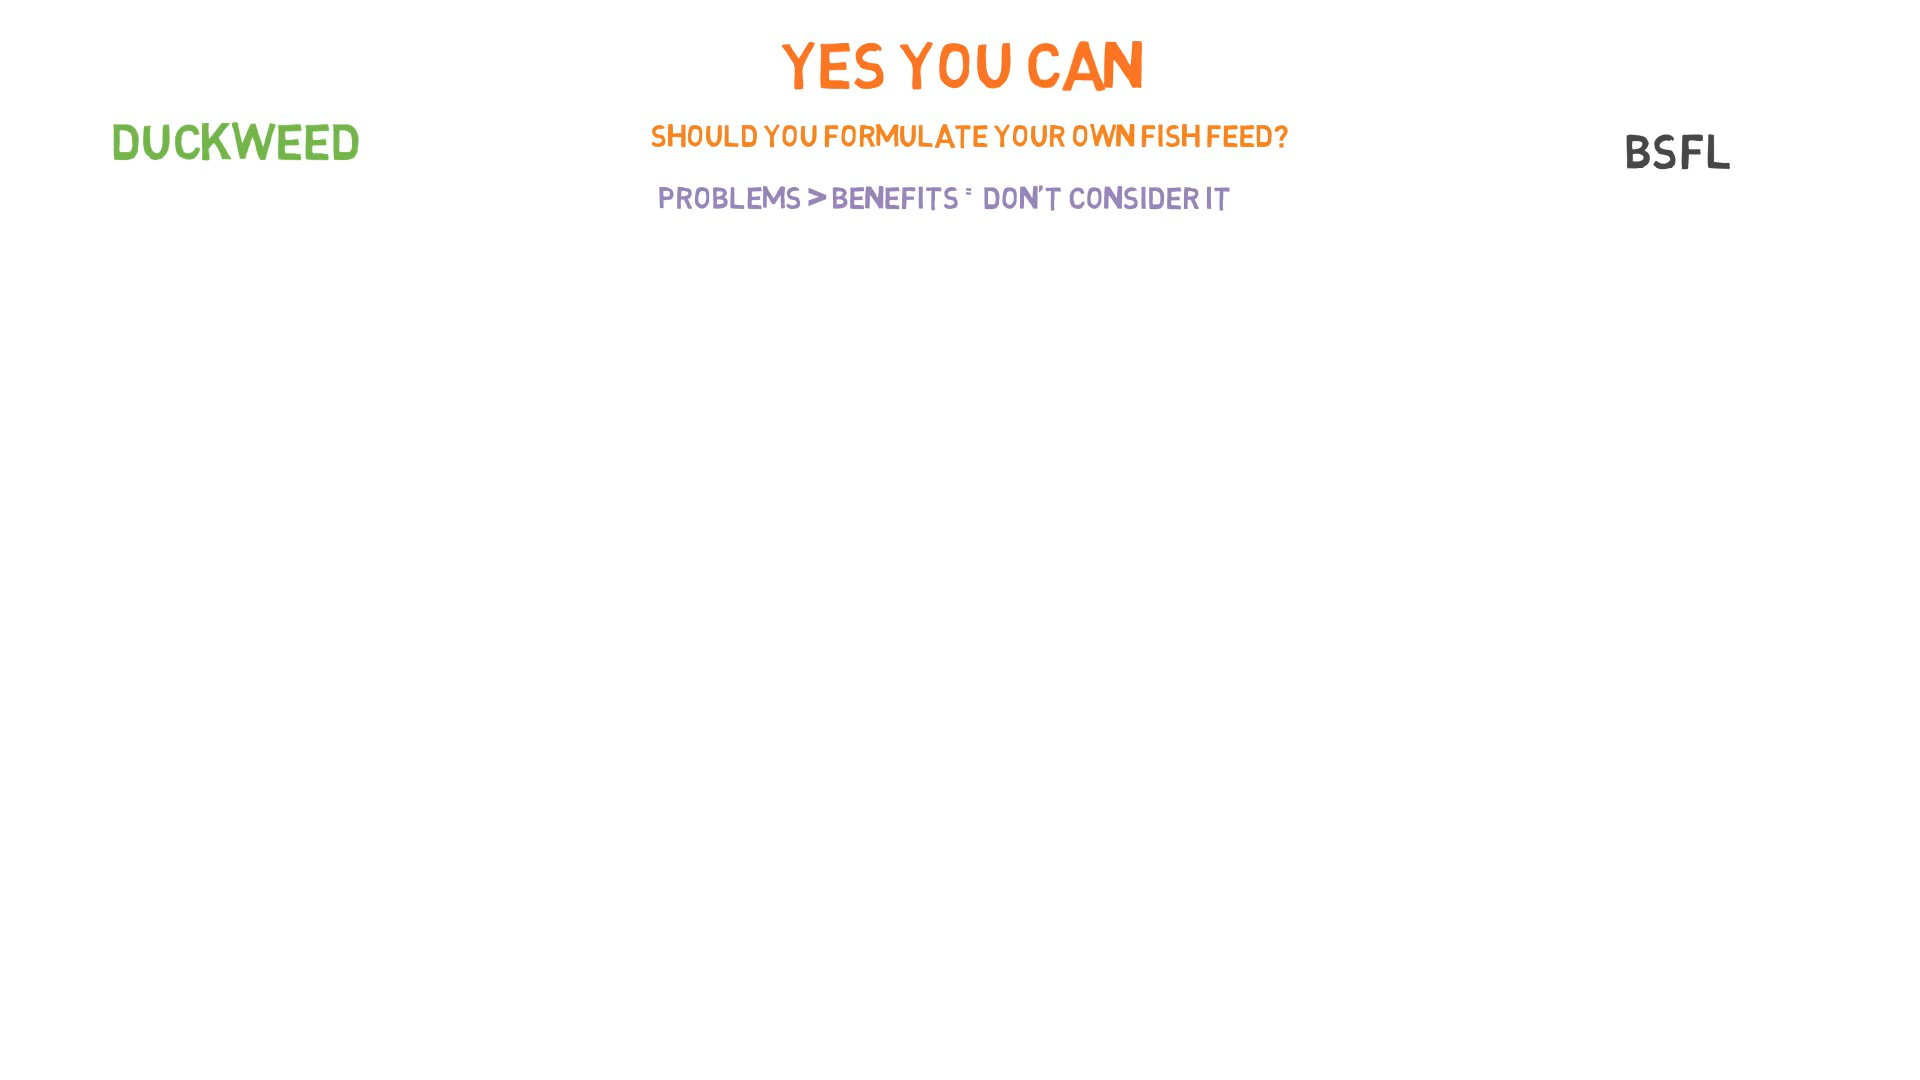 YES YOU CAN
DUCKWEED
SHOULD YOU FORMULATE YOUR OWN FISH FEED?
BSFL
PROBLEMS > BENEFITS = DON'T CONSIDER IT